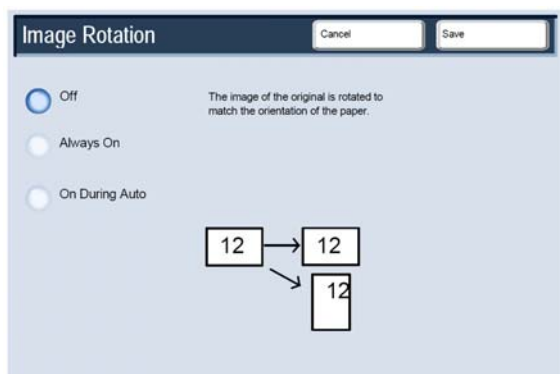 Image Rotation
Cancel
Save
Off
The image of the original is rotated to
match the orientation of the paper.
Always On
On During Auto
12
12
12